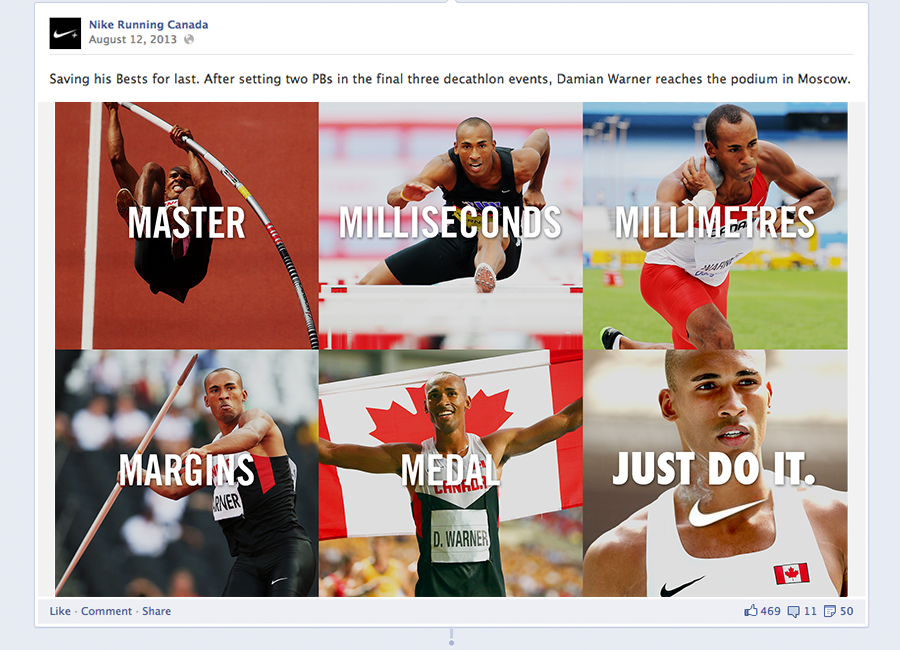 Nike Running Canada
August 12, 2013
Saving his Bests for last. After setting two PBs in the final three decathlon events, Damian Warner reaches the podium in Moscow.
MASTER
MILLISECONDS
MILLIMETRES
WARNER
MARGINS
RNER
MEDAL
CANADA
D. WARNER
JUST DO IT.
Like · Comment · Share
469 11 50